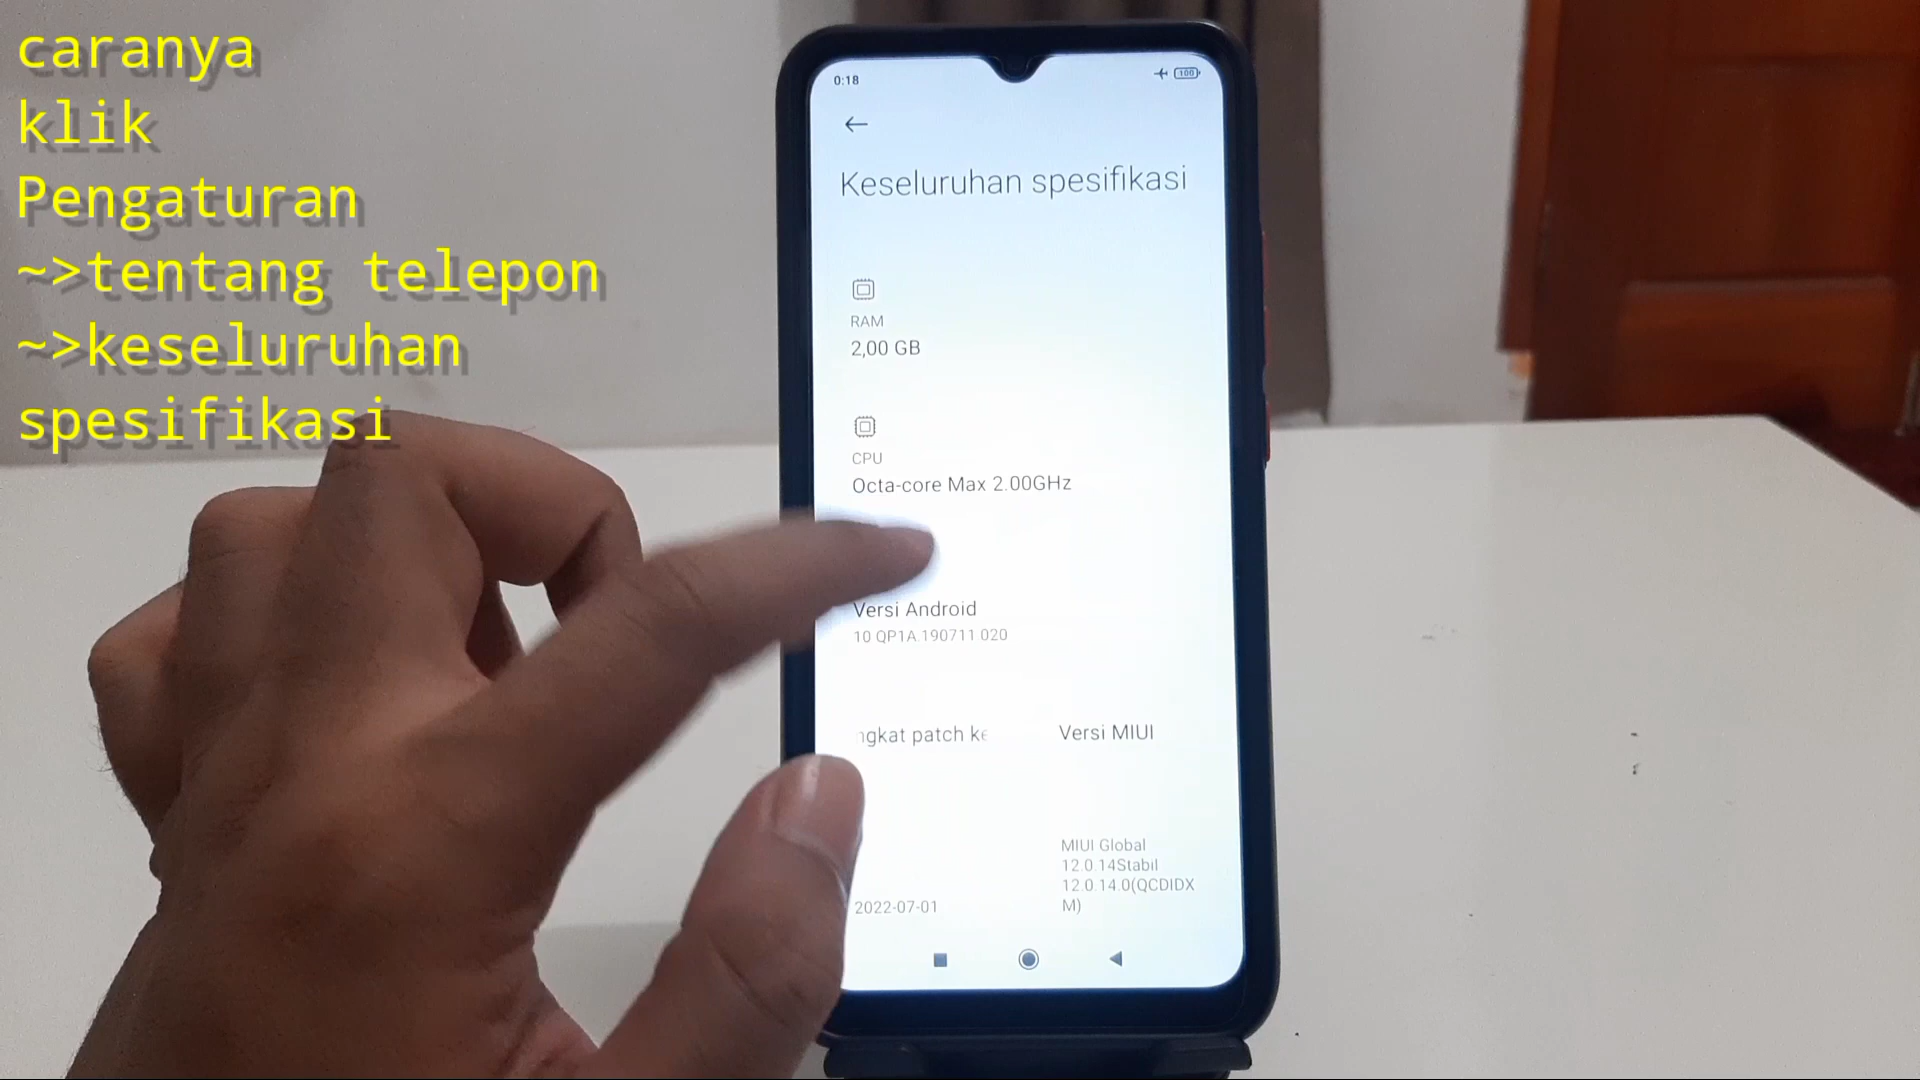 caranya
klik
Pengaturan
~>tentang telepon
~>keseluruhan
spesifikasi
0:18
100
Keseluruhan spesifikasi
RAM
2,00 GB
CPU
Octa-core Max 2.00GHz
Versi Android
10 QP1A.190711.020
ngkat patch ke
2022-07-01
Versi MIUI
MIUI Global
12.0.14Stabil
12.0.14.0(QCDIDX
M)